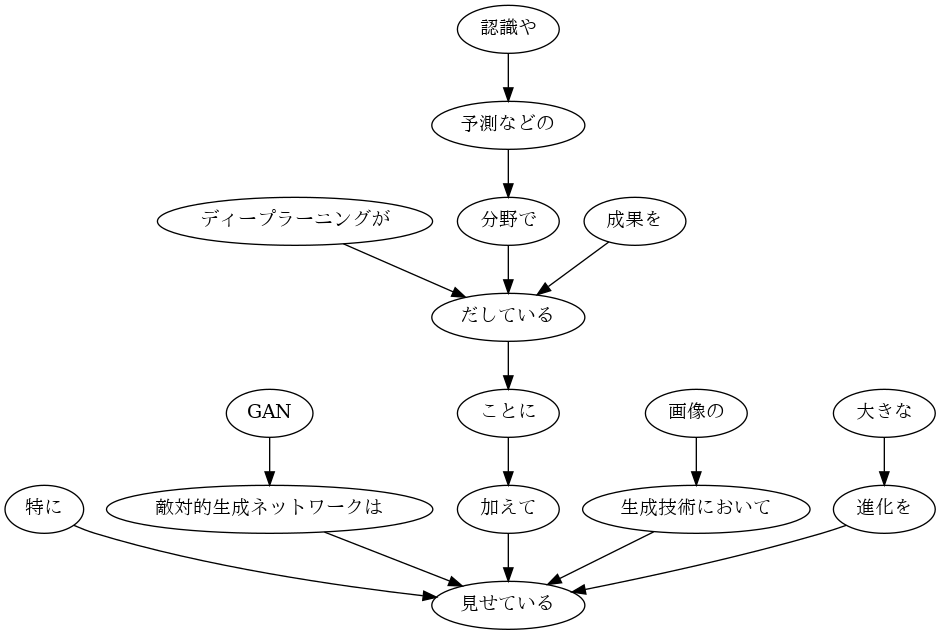 認識や
予測などの
ディープラーニングが 分野で 成果を
だしている
GAN ことに 画像の 大きな
特に 敵対的生成ネットワークは 加えて 生成技術において 進化を
見せている